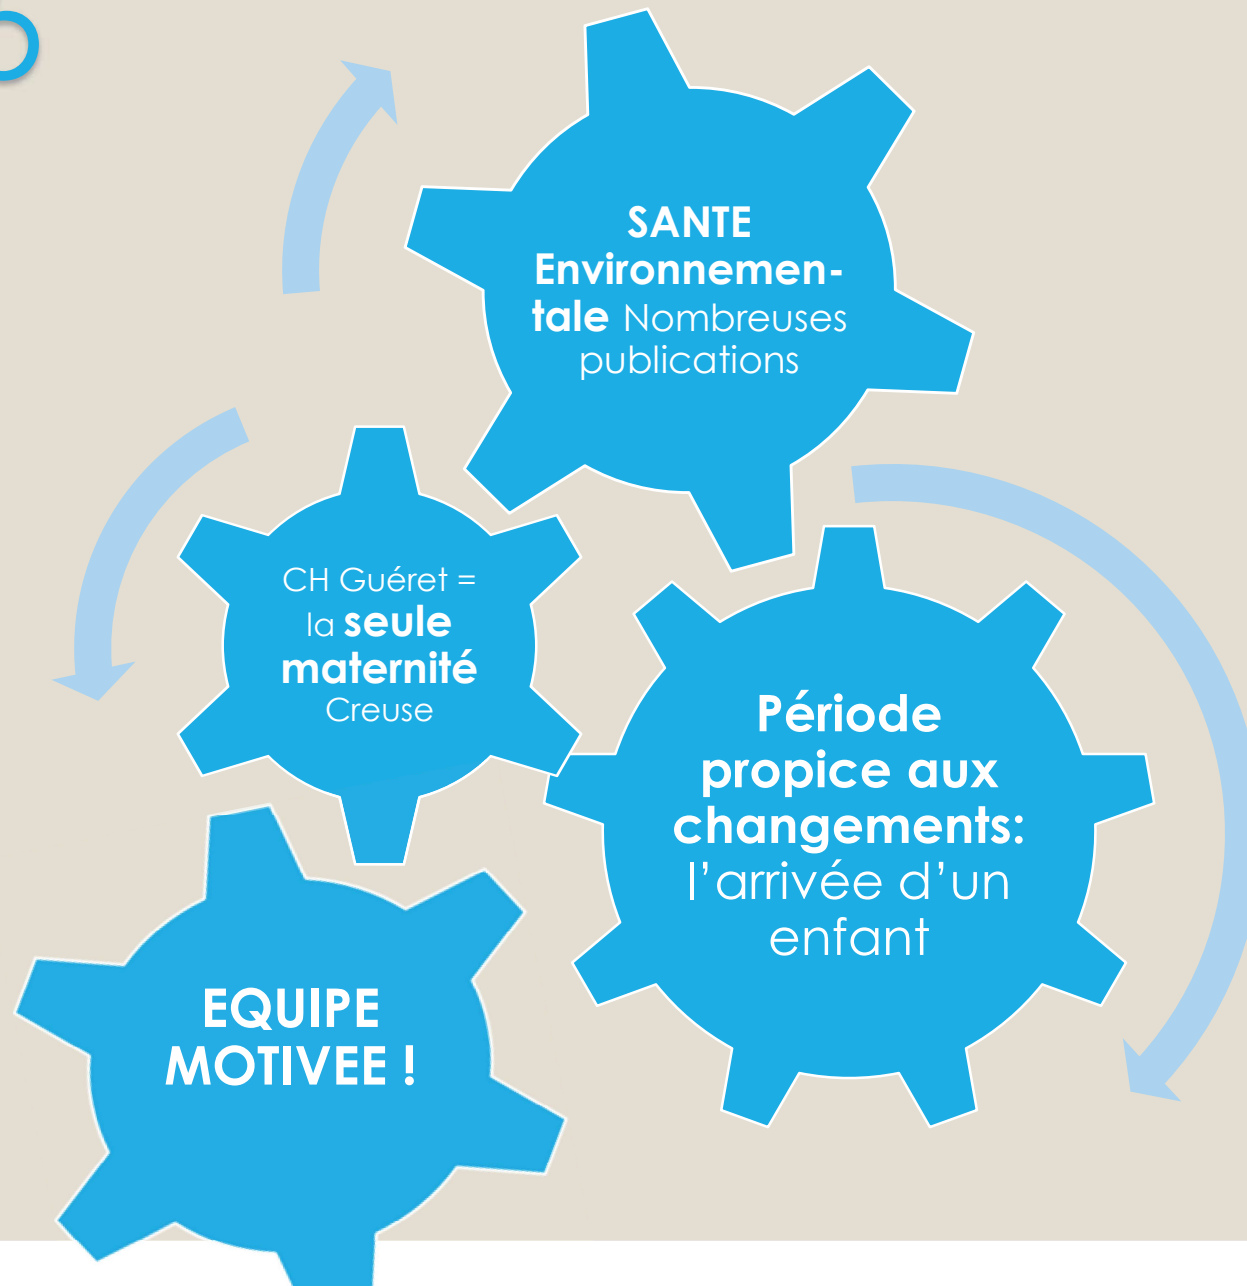 SANTE
Environnemen-
tale Nombreuses
publications
CH Guéret =
la seule
maternité
Creuse
Période
propice aux
changements:
l’arrivée d’un
enfant
EQUIPE
MOTIVEE !